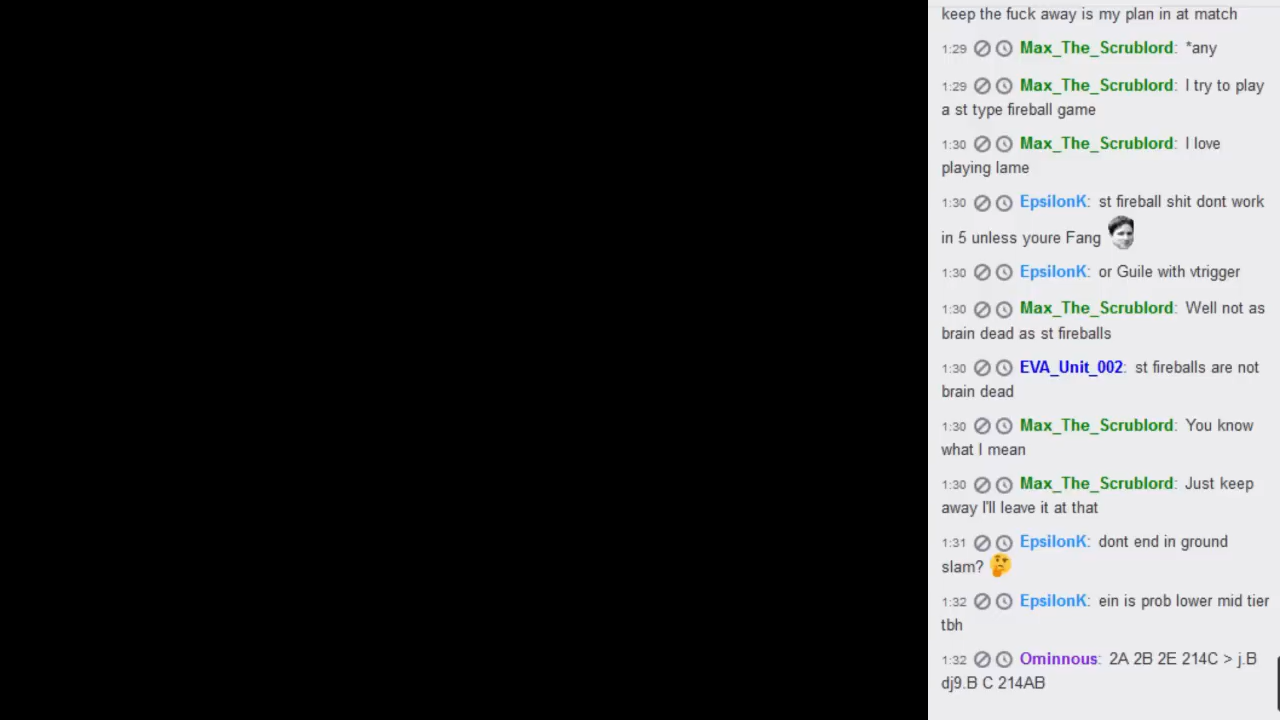 keep the fuck away is my plan in at match
1:29 Max_The_Scrublord: *any
1:29 Max_The_Scrublord: I try to play
a st type fireball game
1:30 Max_The_Scrublord: I love
playing lame
1:30 EpsilonK: st fireball shit dont work
in 5 unless youre Fang
1:30 EpsilonK: or Guile with vtrigger
1:30 Max_The_Scrublord: Well not as
brain dead as st fireballs
1:30 EVA_Unit_002: st fireballs are not
brain dead
1:30 Max_The_Scrublord: You know
what I mean
1:30 Max_The_Scrublord: Just keep
away I'll leave it at that
1:31 EpsilonK: dont end in ground
slam? 🤔
1:32 EpsilonK: ein is prob lower mid tier
tbh
1:32 Ominnous: 2A 2B 2E 214C > j.B
dj9.B C 214AB